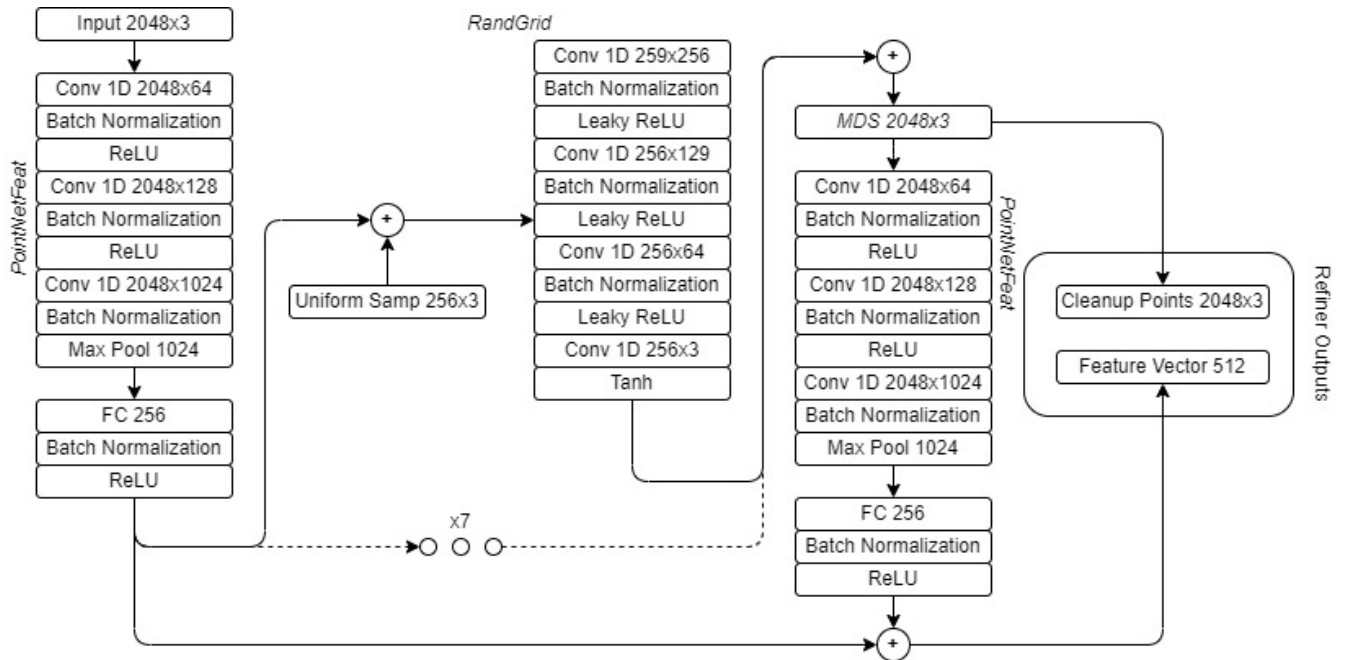 Input 2048x3
PointNetFeat
Conv 1D 2048x64
Batch Normalization
ReLU
Conv 1D 2048x128
Batch Normalization
ReLU
Conv 1D 2048x1024
Batch Normalization
Max Pool 1024
FC 256
Batch Normalization
ReLU
+
Uniform Samp 256x3
x7
RandGrid
Conv 1D 259x256
Batch Normalization
Leaky ReLU
Conv 1D 256x129
Batch Normalization
Leaky ReLU
Conv 1D 256x64
Batch Normalization
Leaky ReLU
Conv 1D 256x3
Tanh
+
MDS 2048x3
Conv 1D 2048x64
Batch Normalization
ReLU
Conv 1D 2048x128
Batch Normalization
ReLU
Conv 1D 2048x1024
Batch Normalization
Max Pool 1024
PointNetFeat
FC 256
Batch Normalization
ReLU
+
Cleanup Points 2048x3
Feature Vector 512
Refiner Outputs